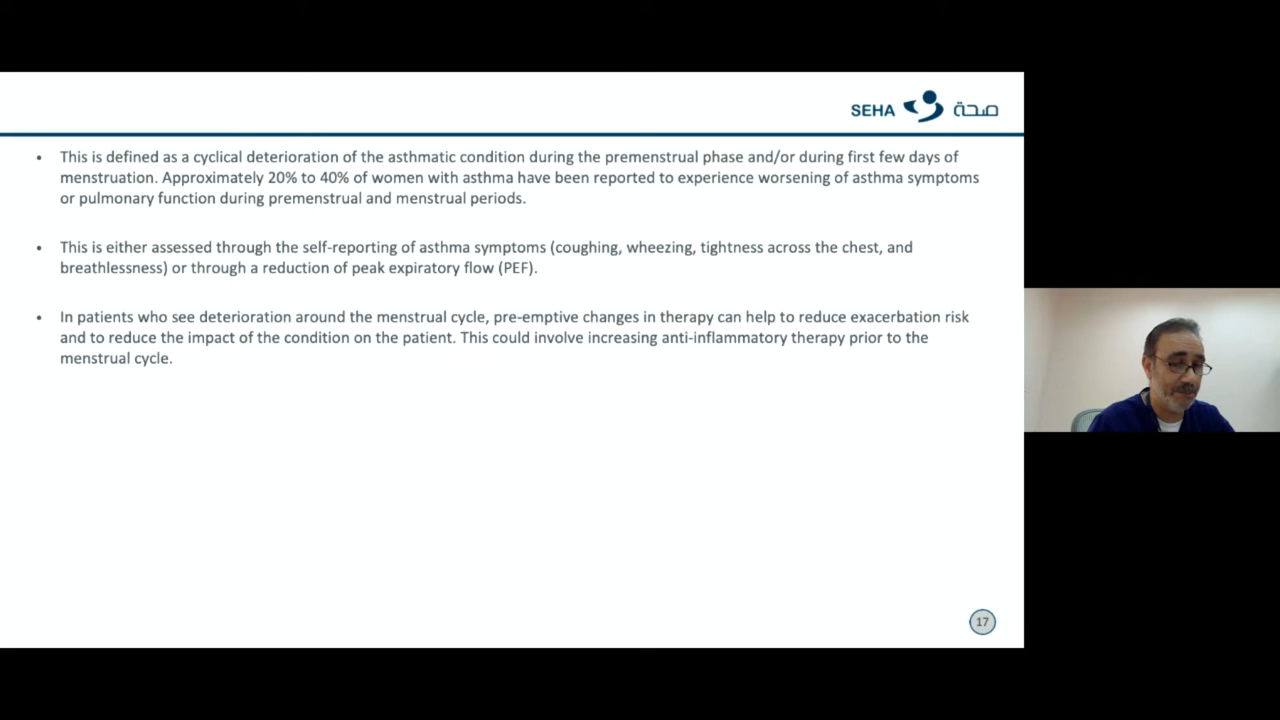 SEHA صحة
• This is defined as a cyclical deterioration of the asthmatic condition during the premenstrual phase and/or during first few days of
menstruation. Approximately 20% to 40% of women with asthma have been reported to experience worsening of asthma symptoms
or pulmonary function during premenstrual and menstrual periods.
• This is either assessed through the self-reporting of asthma symptoms (coughing, wheezing, tightness across the chest, and
breathlessness) or through a reduction of peak expiratory flow (PEF).
• In patients who see deterioration around the menstrual cycle, pre-emptive changes in therapy can help to reduce exacerbation risk
and to reduce the impact of the condition on the patient. This could involve increasing anti-inflammatory therapy prior to the
menstrual cycle.
17